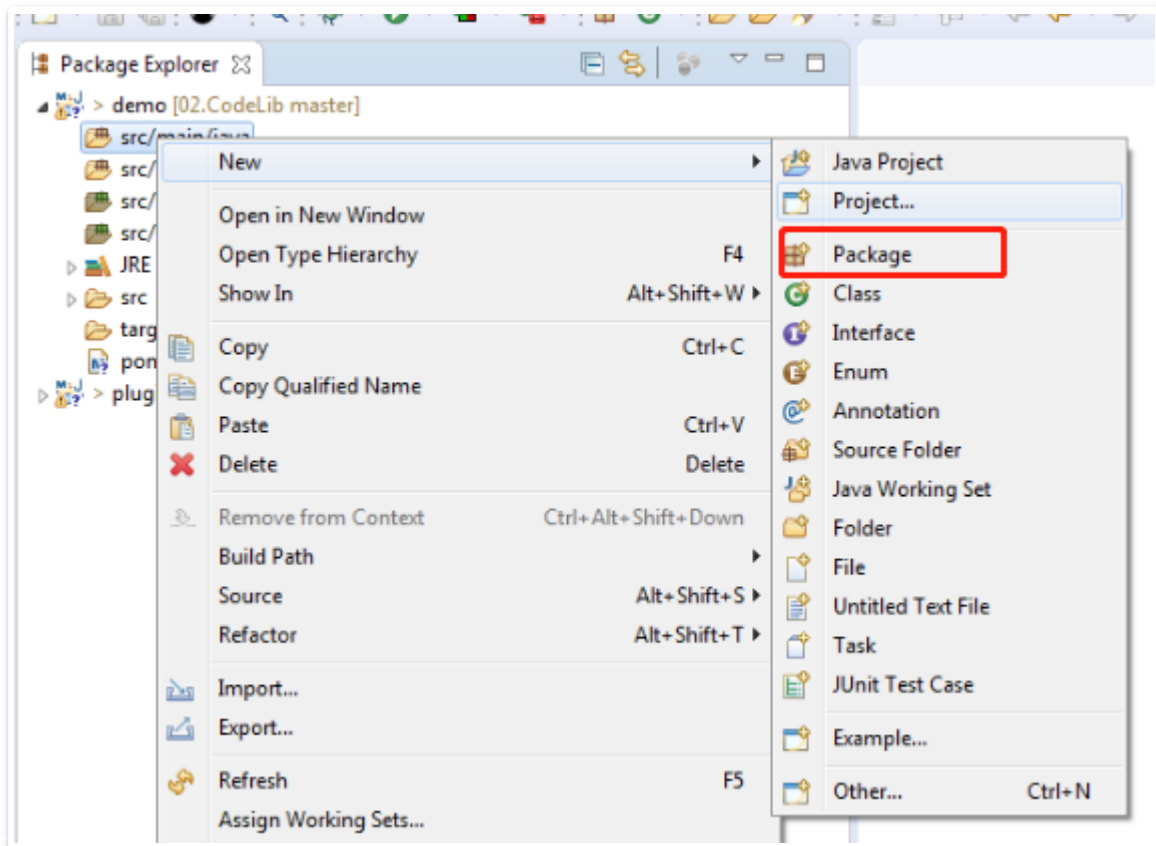 Package Explorer
> demo [02.CodeLib master]
src/main/java
src/
src/
src/
JRE
src
targ
pon
> plug
New
Open in New Window
Open Type Hierarchy F4
Show In Alt+Shift+W
Copy Ctrl+C
Copy Qualified Name
Paste Ctrl+V
Delete Delete
Remove from Context Ctrl+Alt+Shift+Down
Build Path
Source Alt+Shift+S
Refactor Alt+Shift+T
Import...
Export...
Refresh F5
Assign Working Sets...
Java Project
Project...
Package
Class
Interface
Enum
Annotation
Source Folder
Java Working Set
Folder
File
Untitled Text File
Task
JUnit Test Case
Example...
Other... Ctrl+N